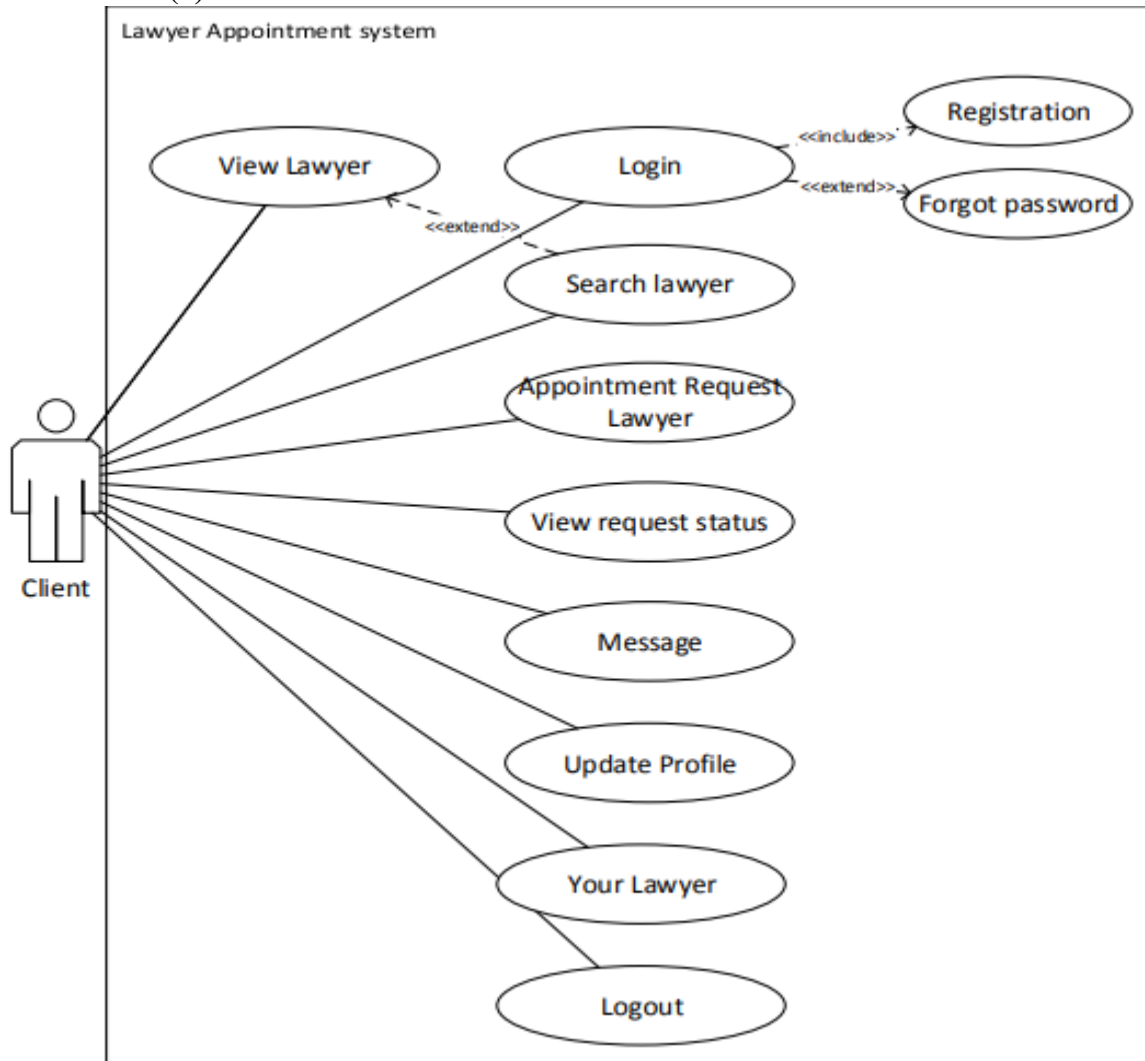 Lawyer Appointment system
Registration
<<include>>
View Lawyer
Login
<<extend>>
Forgot password
<<extend>>
Search lawyer
Appointment Request
Lawyer
View request status
Client
Message
Update Profile
Your Lawyer
Logout